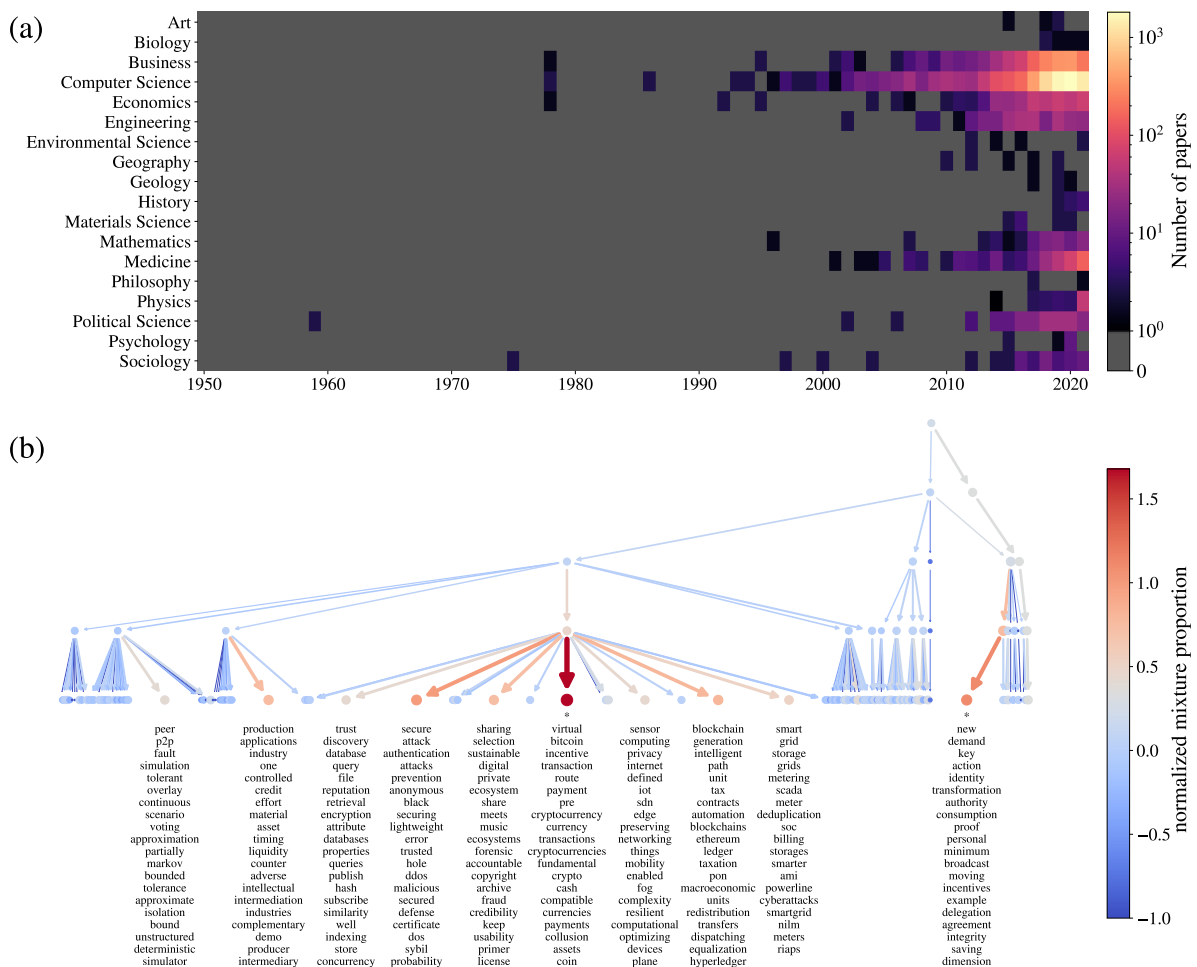 (a)
Art
Biology
Business
Computer Science
Economics
Engineering
Environmental Science
Geography
Geology
History
Materials Science
Mathematics
Medicine
Philosophy
Physics
Political Science
Psychology
Sociology
1950 1960 1970 1980 1990 2000 2010 2020
10^3
10^2
10^1
10^0
0
Number of papers
(b)
1.5
1.0
0.5
0.0
−0.5
−1.0
normalized mixture proportion
* *
peer production trust secure sharing virtual sensor blockchain smart new
p2p applications discovery attack selection bitcoin computing generation grid demand
fault industry database authentication sustainable incentive privacy intelligent storage key
simulation one query attacks digital transaction internet path grids action
tolerant controlled file prevention private route defined unit metering identity
overlay credit reputation anonymous ecosystem payment iot tax scada transformation
continuous effort retrieval black share pre sdn contracts meter authority
scenario material encryption securing meets cryptocurrency edge automation deduplication consumption
voting asset attribute lightweight music currency preserving blockchains soc proof
approximation timing databases error ecosystems transactions networking ethereum billing personal
partially liquidity properties trusted forensic cryptocurrencies things ledger storages minimum
markov counter queries hole accountable fundamental mobility taxation smarter broadcast
bounded adverse publish ddos copyright crypto enabled pon ami moving
tolerance intellectual hash malicious archive cash fog macroeconomic powerline incentives
approximate intermediation subscribe secured fraud compatible complexity units cyberattacks example
isolation industries similarity defense credibility currencies resilient redistribution smartgrid delegation
bound complementary well certificate keep payments computational transfers nilm agreement
unstructured demo indexing dos usability collusion optimizing dispatching meters integrity
deterministic producer store sybil primer assets devices equalization riaps saving
simulator intermediary concurrency probability license coin plane hyperledger dimension